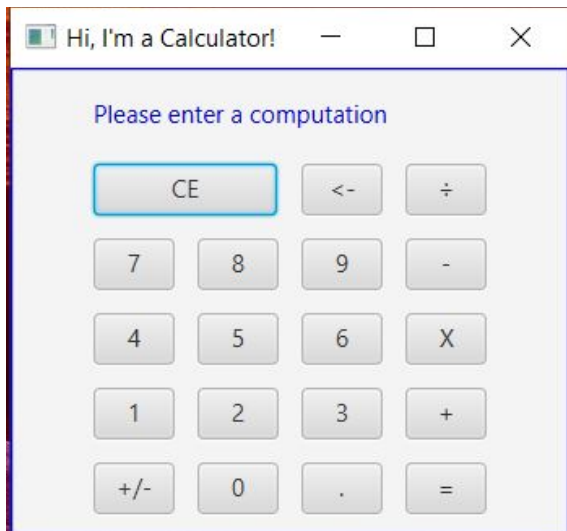 Hi, I'm a Calculator!
Please enter a computation
CE <- ÷
7 8 9 -
4 5 6 X
1 2 3 +
+/- 0 . =